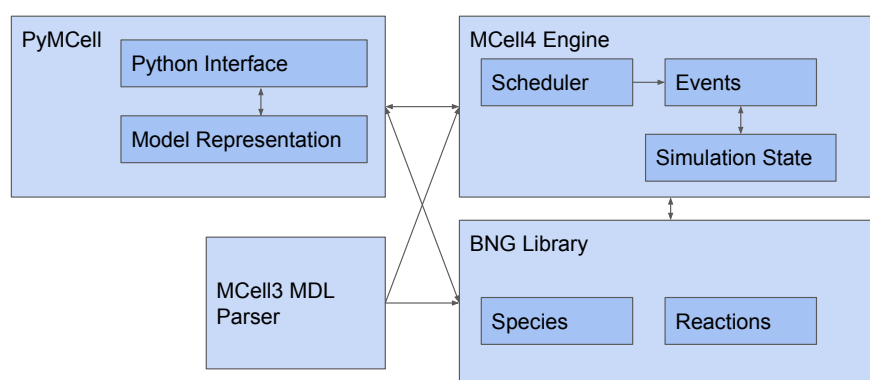 PyMCell
Python Interface
Model Representation
MCell4 Engine
Scheduler
Events
Simulation State
MCell3 MDL
Parser
BNG Library
Species
Reactions